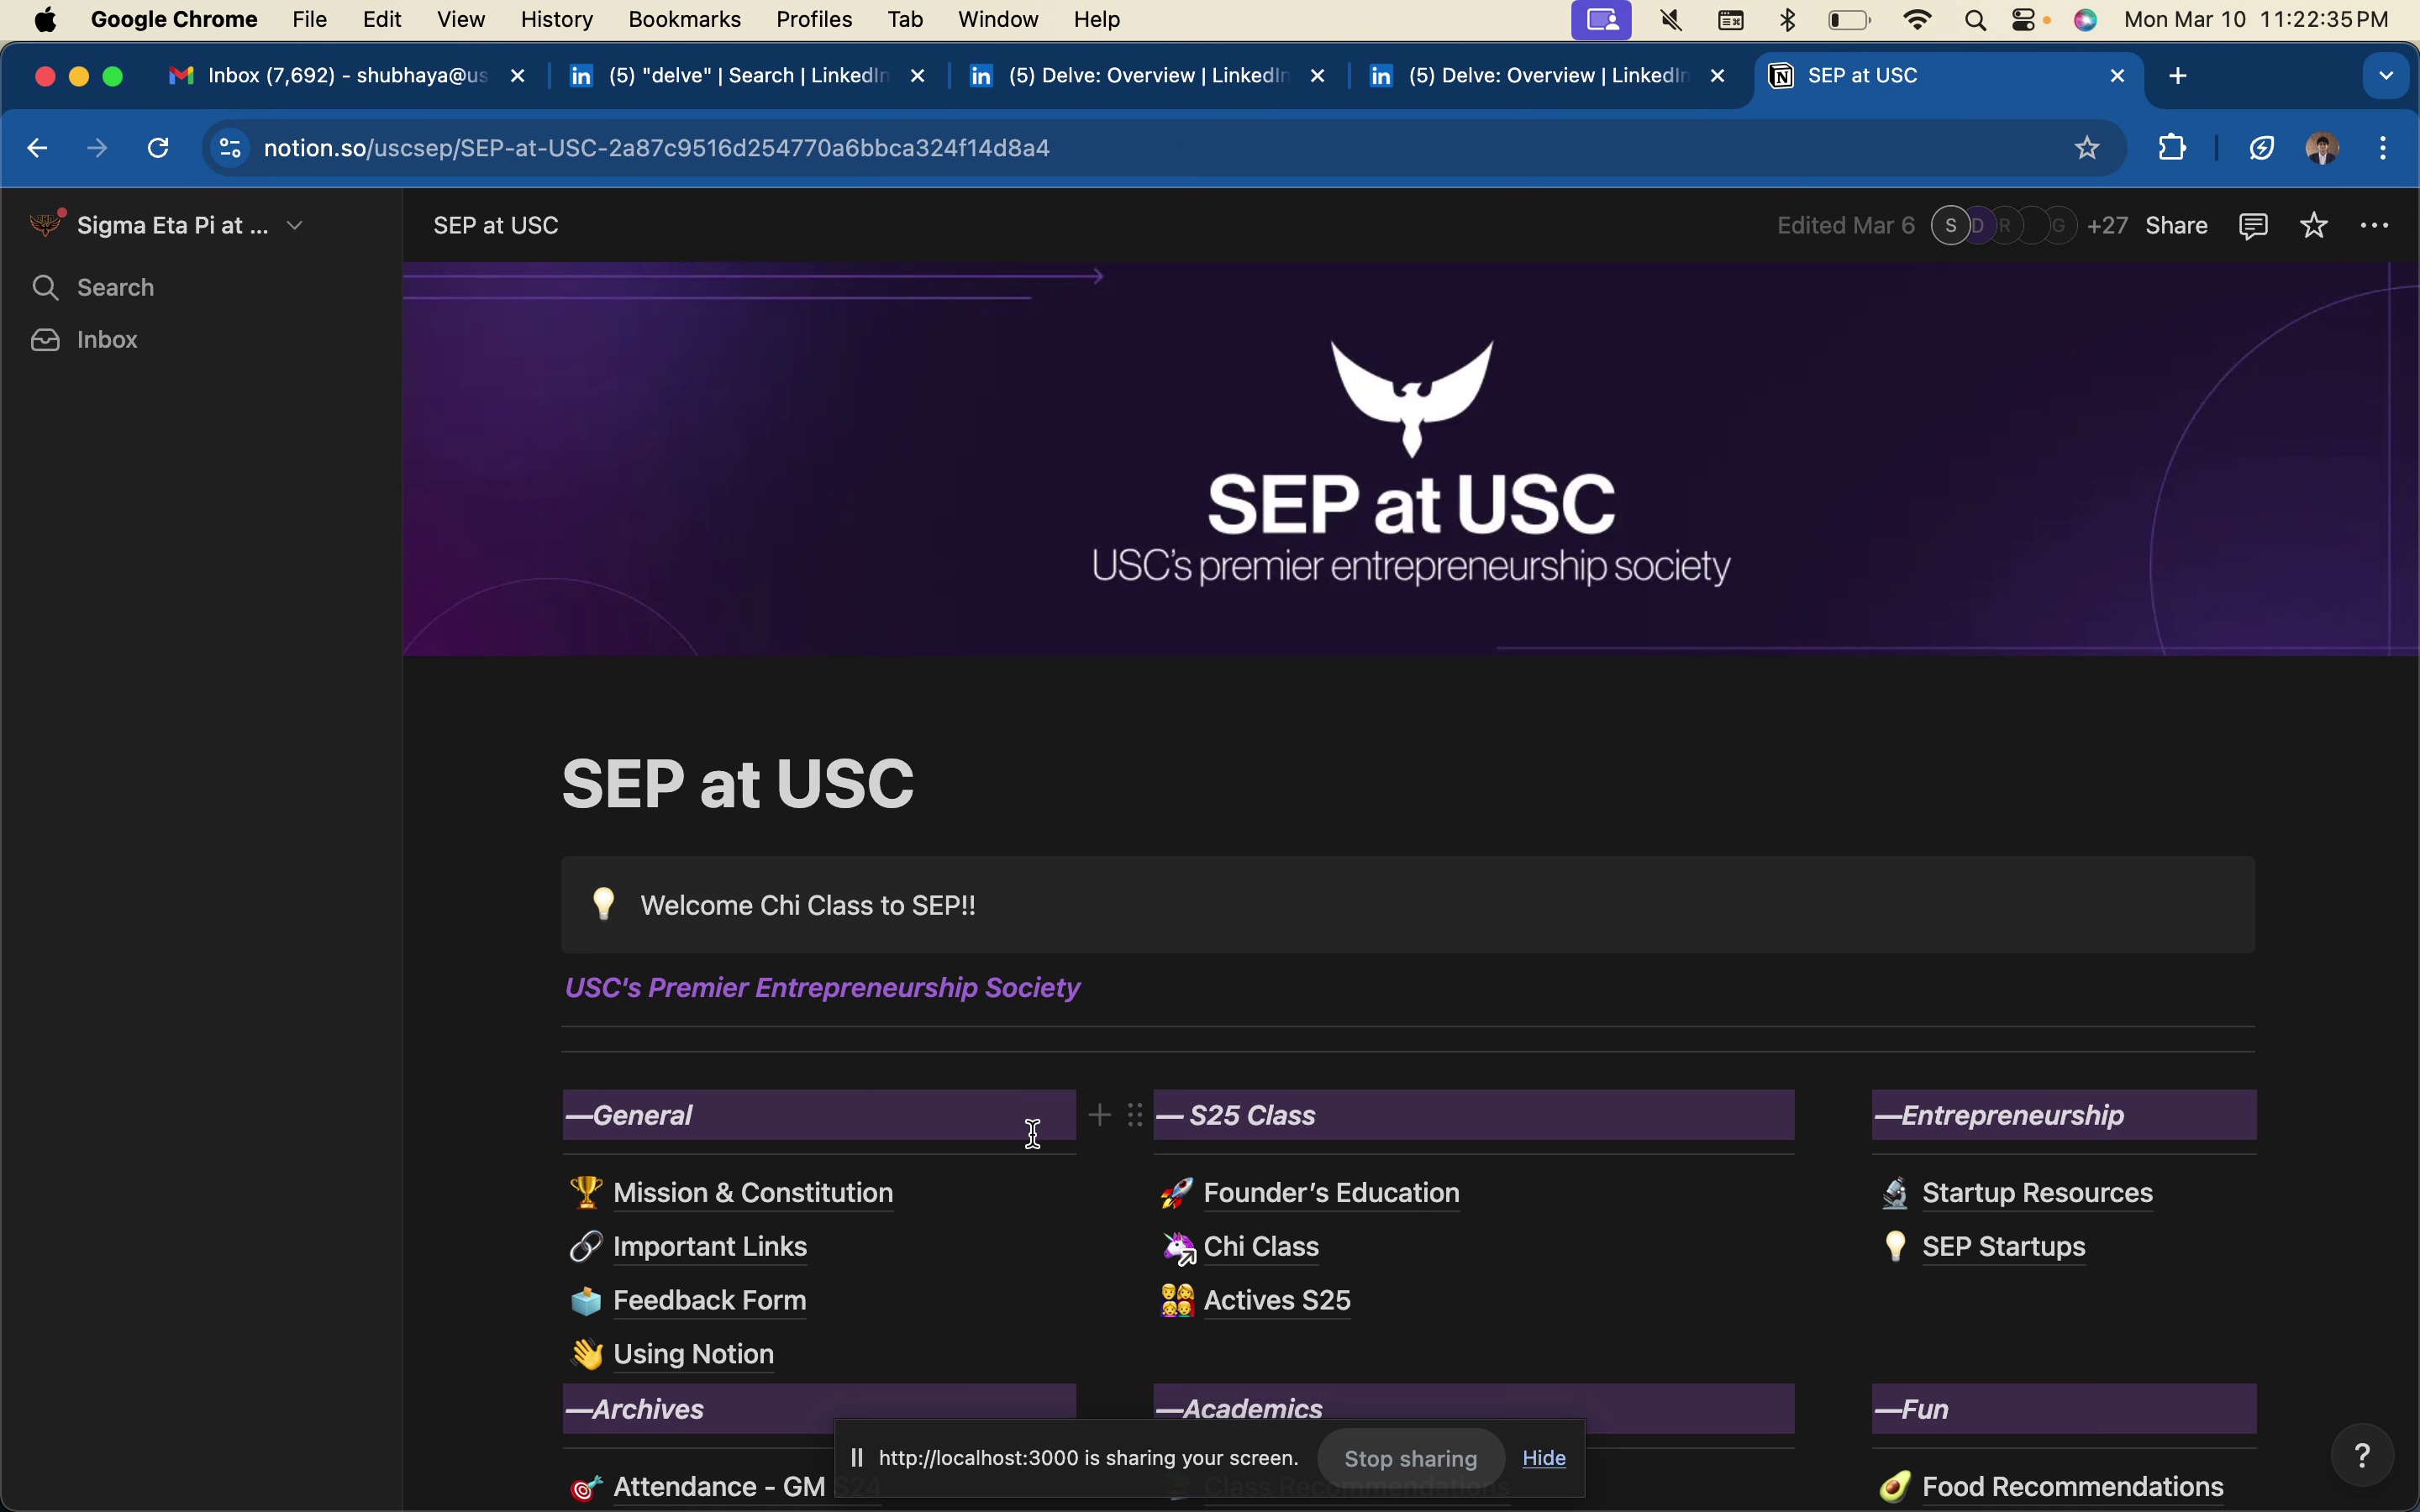 Google Chrome File Edit View History Bookmarks Profiles Tab Window Help Mon Mar 10 11:22:35 PM
Inbox (7,692) - shubhaya@us (5) "delve" | Search | LinkedIn (5) Delve: Overview | LinkedIn (5) Delve: Overview | LinkedIn SEP at USC
notion.so/uscsep/SEP-at-USC-2a87c9516d254770a6bbca324f14d8a4
Sigma Eta Pi at ... SEP at USC Edited Mar 6 S D R G +27 Share
Search
Inbox
SEP at USC
USC's premier entrepreneurship society
SEP at USC
Welcome Chi Class to SEP!!
USC's Premier Entrepreneurship Society
—General — S25 Class —Entrepreneurship
Mission & Constitution Founder's Education Startup Resources
Important Links Chi Class SEP Startups
Feedback Form Actives S25
Using Notion
—Archives —Academics —Fun
http://localhost:3000 is sharing your screen. Stop sharing Hide
Attendance - GM S24 Class Recommendations Food Recommendations
?